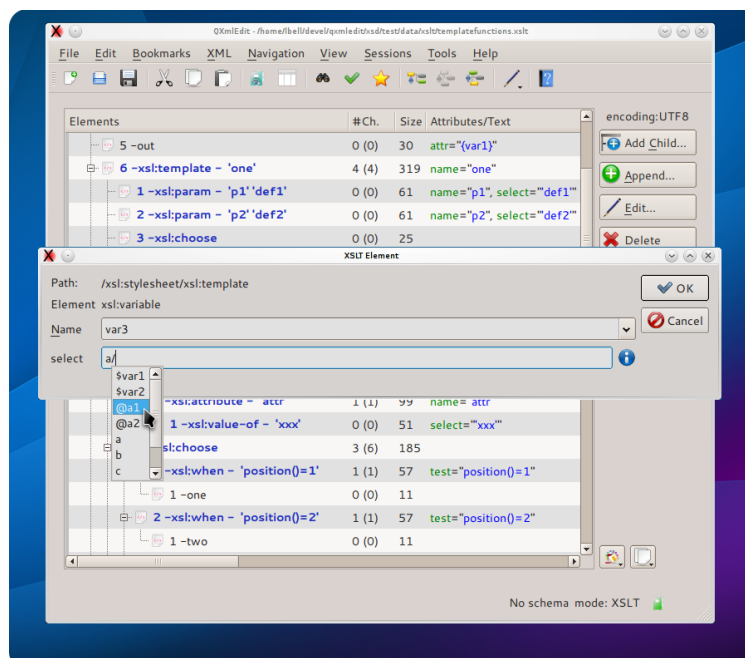 QXmlEdit - /home/lbell/devel/qxmledit/xsd/test/data/xslt/templatefunctions.xslt
File Edit Bookmarks XML Navigation View Sessions Tools Help
Elements #Ch. Size Attributes/Text encoding:UTF8
5 -out 0 (0) 30 attr="{var1}" Add Child...
6 -xsl:template - 'one' 4 (4) 319 name="one"
1 -xsl:param - 'p1' 'def1' 0 (0) 61 name="p1", select="'def1'" Append...
2 -xsl:param - 'p2' 'def2' 0 (0) 61 name="p2", select="'def2'" Edit...
3 -xsl:choose 0 (0) 25 Delete
XSLT Element
Path: /xsl:stylesheet/xsl:template OK
Element xsl:variable
Name var3 Cancel
select a/
$var1
$var2
@a1
@a2
a
b
c
-xsl:attribute - attr 1 (1) 99 name= attr
1 -xsl:value-of - 'xxx' 0 (0) 51 select="'xxx'"
sl:choose 3 (6) 185
-xsl:when - 'position()=1' 1 (1) 57 test="position()=1"
1 -one 0 (0) 11
2 -xsl:when - 'position()=2' 1 (1) 57 test="position()=2"
1 -two 0 (0) 11
No schema mode: XSLT